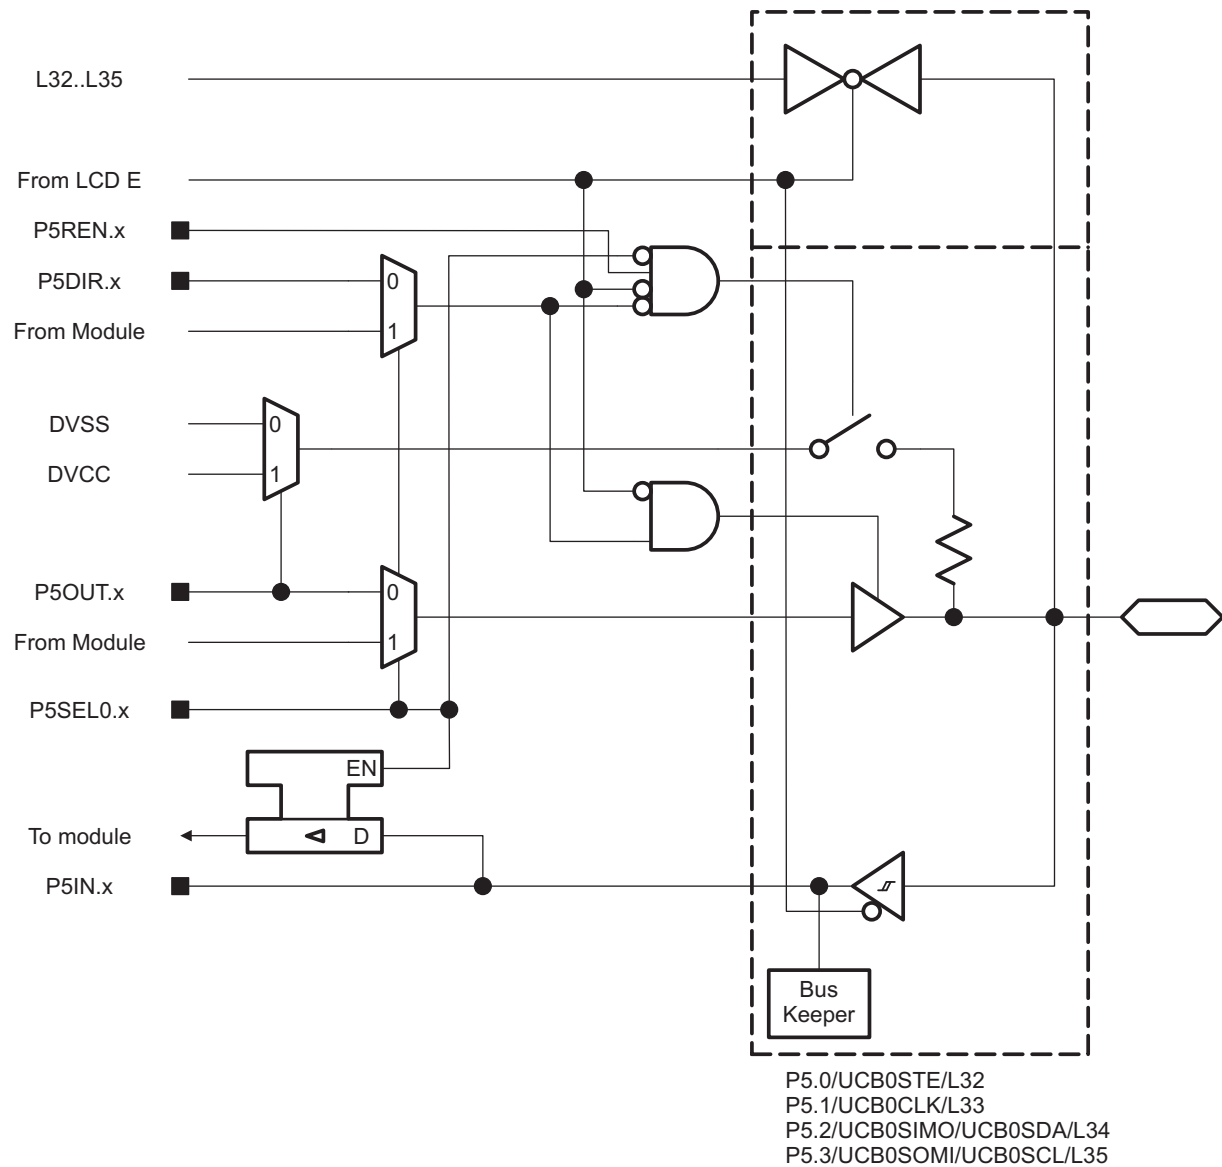 L32..L35
From LCD E
P5REN.x
P5DIR.x
0
From Module
1
DVSS
0
DVCC
1
P5OUT.x
0
From Module
1
P5SEL0.x
EN
To module
D
P5IN.x
Bus
Keeper
P5.0/UCB0STE/L32
P5.1/UCB0CLK/L33
P5.2/UCB0SIMO/UCB0SDA/L34
P5.3/UCB0SOMI/UCB0SCL/L35